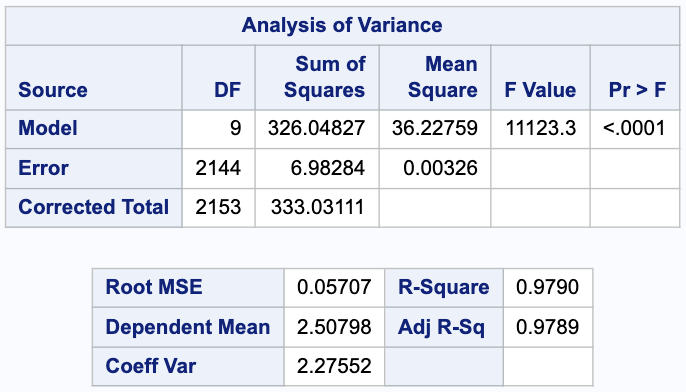 Analysis of Variance
Source DF Sum of Squares Mean Square F Value Pr > F
Model 9 326.04827 36.22759 11123.3 <.0001
Error 2144 6.98284 0.00326
Corrected Total 2153 333.03111
Root MSE 0.05707 R-Square 0.9790
Dependent Mean 2.50798 Adj R-Sq 0.9789
Coeff Var 2.27552